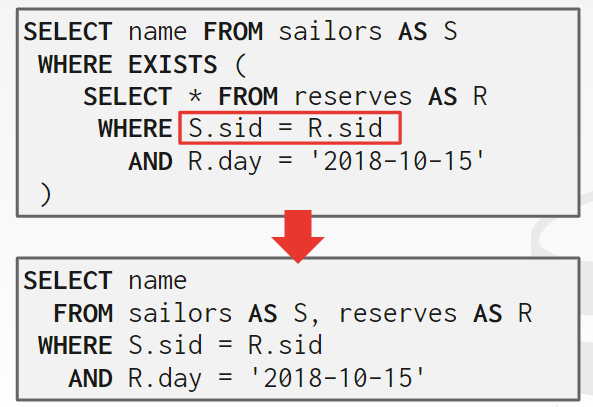 SELECT name FROM sailors AS S
WHERE EXISTS (
SELECT * FROM reserves AS R
WHERE S.sid = R.sid
AND R.day = '2018-10-15'
)
SELECT name
FROM sailors AS S, reserves AS R
WHERE S.sid = R.sid
AND R.day = '2018-10-15'